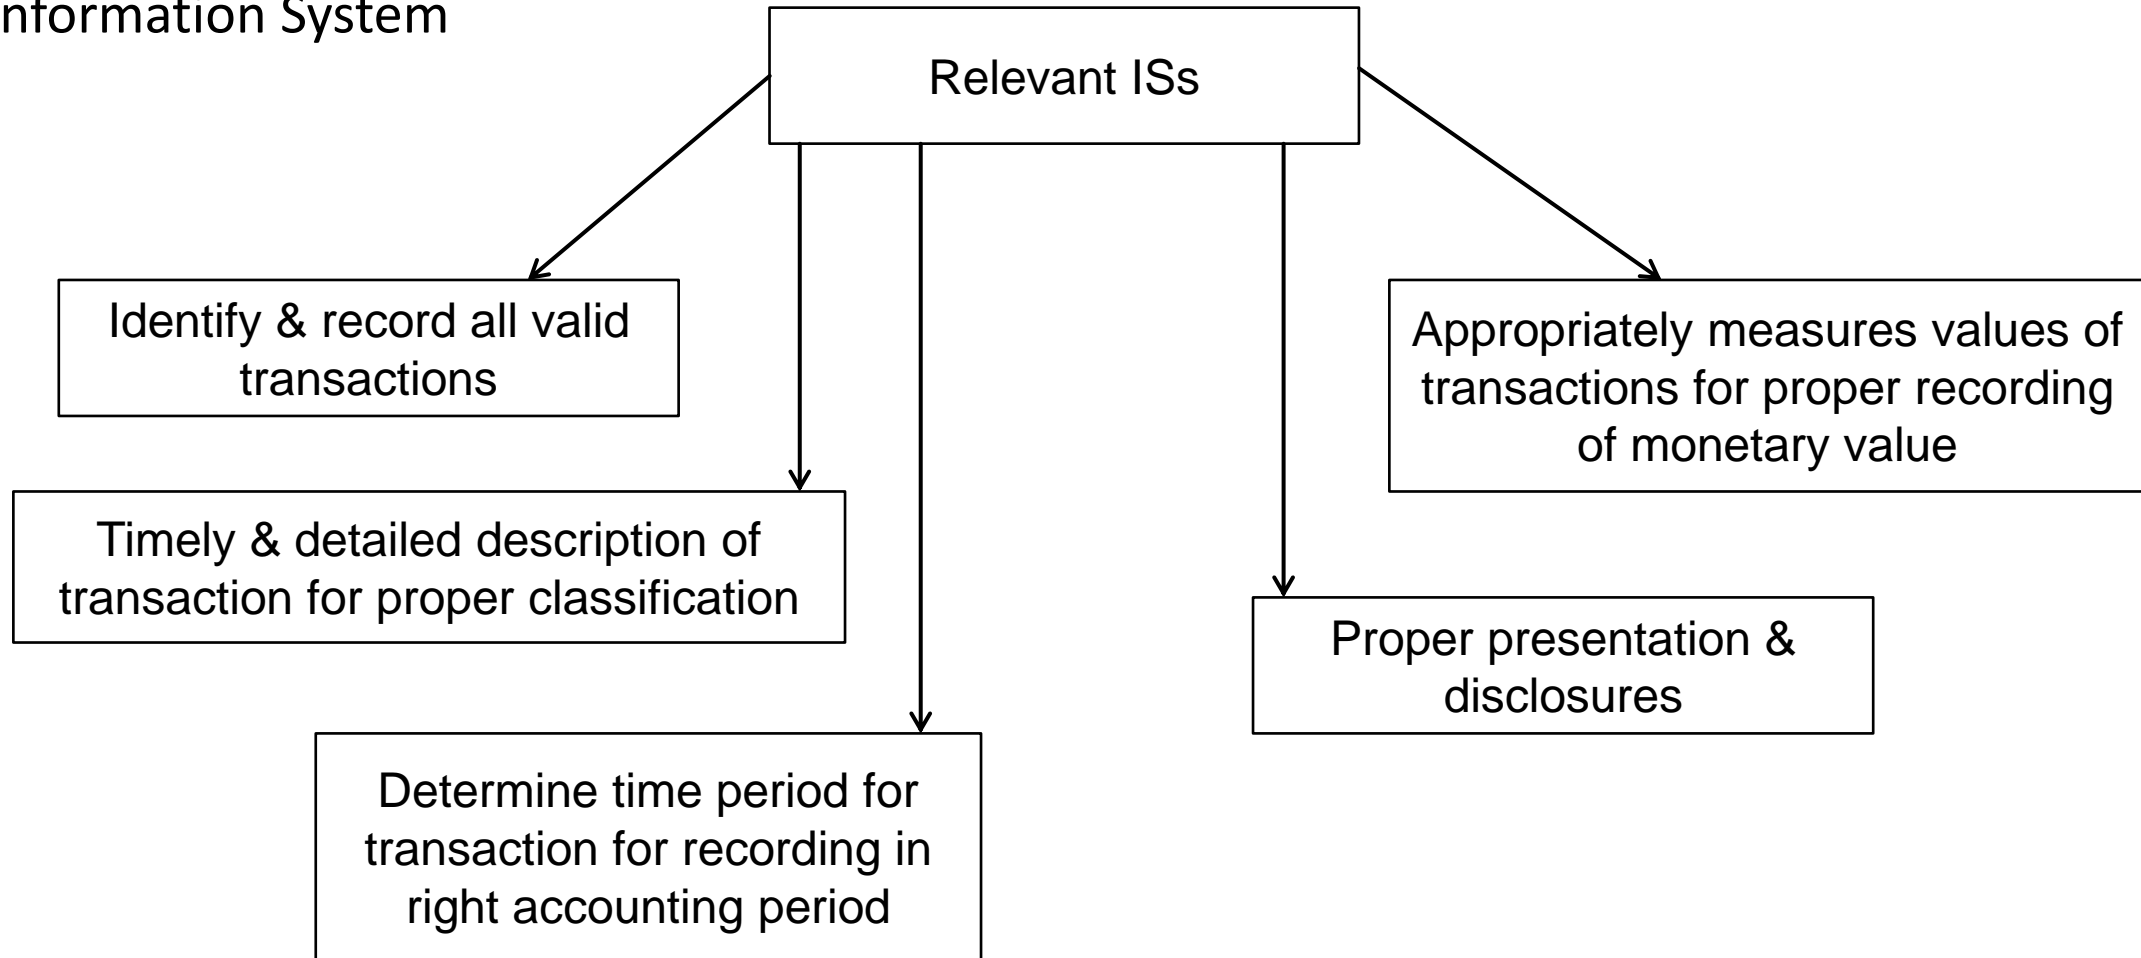 nformation System
Relevant ISs
Identify & record all valid
transactions
Appropriately measures values of
transactions for proper recording
of monetary value
Timely & detailed description of
transaction for proper classification
Proper presentation &
disclosures
Determine time period for
transaction for recording in
right accounting period